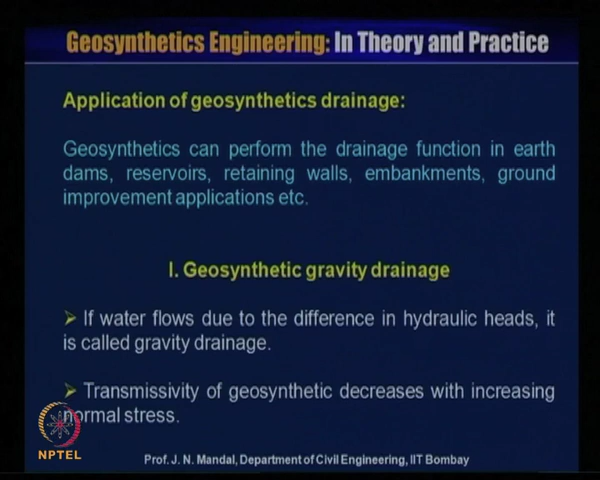 Geosynthetics Engineering: In Theory and Practice
Application of geosynthetics drainage:
Geosynthetics can perform the drainage function in earth
dams, reservoirs, retaining walls, embankments, ground
improvement applications etc.
I. Geosynthetic gravity drainage
➢ If water flows due to the difference in hydraulic heads, it
is called gravity drainage.
➢ Transmissivity of geosynthetic decreases with increasing
normal stress.
NPTEL
Prof. J. N. Mandal, Department of Civil Engineering, IIT Bombay